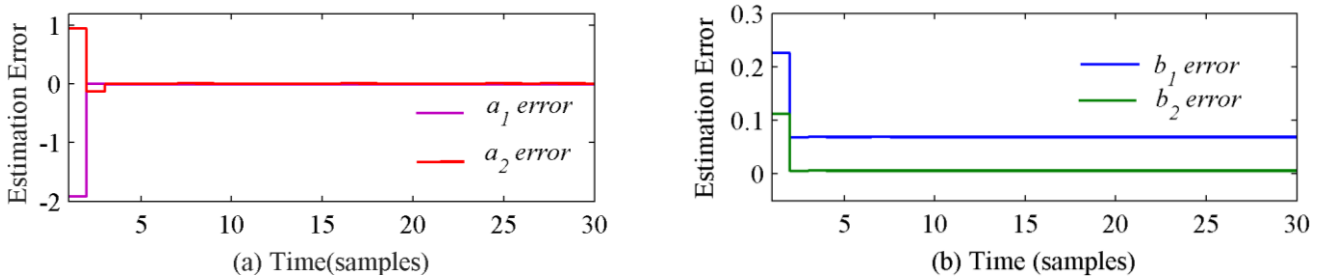 Estimation Error
1
0
-1
-2
a1 error
a2 error
5 10 15 20 25 30
(a) Time(samples)
Estimation Error
0.3
0.2
0.1
0
b1 error
b2 error
5 10 15 20 25 30
(b) Time (samples)